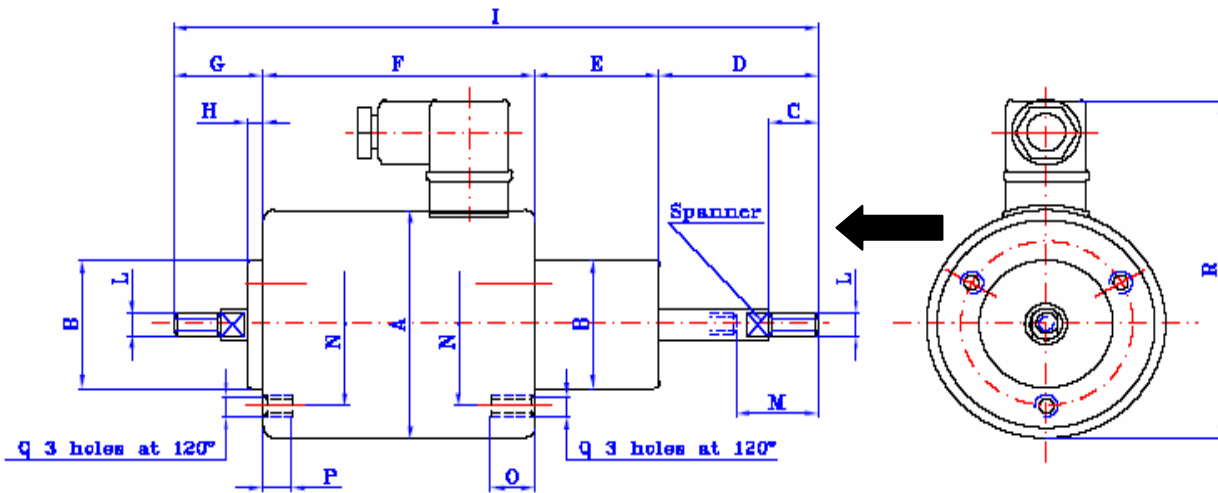 I
G F E D
H C
Spanner
L L
B A B R
N N
M
Q 3 holes at 120° Q 3 holes at 120°
P O